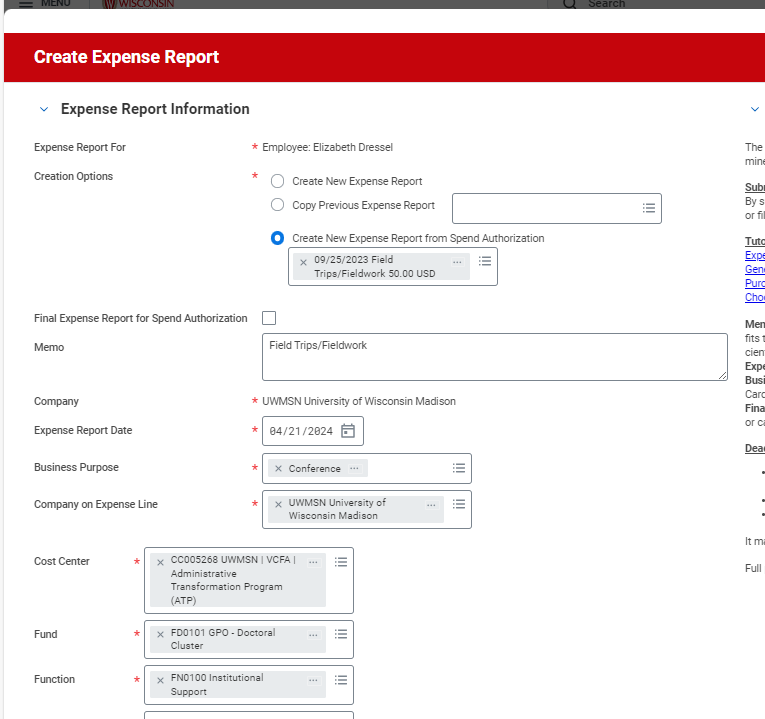 MENU
WISCONSIN
Search
Create Expense Report
Expense Report Information
Expense Report For
* Employee: Elizabeth Dressel
Creation Options
*
Create New Expense Report
Copy Previous Expense Report
Create New Expense Report from Spend Authorization
× 09/25/2023 Field ...
Trips/Fieldwork 50.00 USD
Final Expense Report for Spend Authorization
Memo
Field Trips/Fieldwork
Company
* UWMSN University of Wisconsin Madison
Expense Report Date
* 04/21/2024
Business Purpose
* × Conference ...
Company on Expense Line
* × UWMSN University of ...
Wisconsin Madison
Cost Center
* × CC005268 UWMSN | VCFA | ...
Administrative
Transformation Program
(ATP)
Fund
* × FD0101 GPO - Doctoral ...
Cluster
Function
* × FN0100 Institutional ...
Support
The
mine
Subr
By s
or fil
Tuto
Expe
Gene
Purc
Choo
Men
fits t
cien
Expe
Busi
Card
Fina
or ca
Dead
It ma
Full